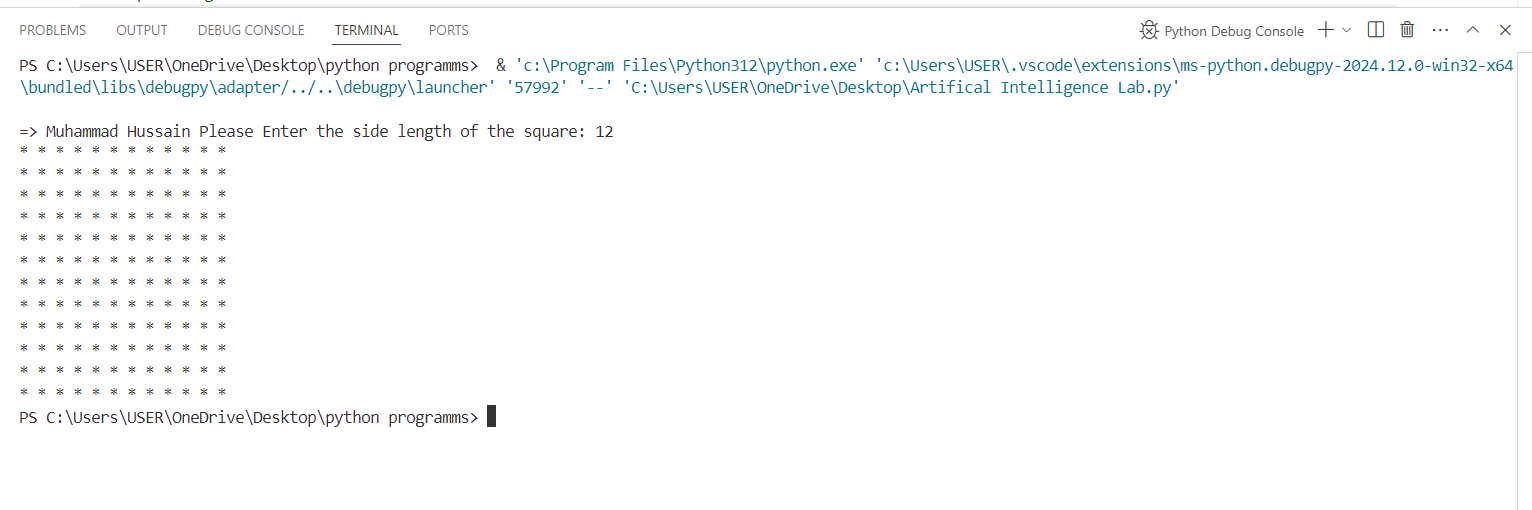 PROBLEMS OUTPUT DEBUG CONSOLE TERMINAL PORTS Python Debug Console
PS C:\Users\USER\OneDrive\Desktop\python programms>  & 'c:\Program Files\Python312\python.exe' 'c:\Users\USER\.vscode\extensions\ms-python.debugpy-2024.12.0-win32-x64
\bundled\libs\debugpy\adapter/../..\debugpy\launcher' '57992' '--' 'C:\Users\USER\OneDrive\Desktop\Artifical Intelligence Lab.py'
=> Muhammad Hussain Please Enter the side length of the square: 12
* * * * * * * * * * * *
* * * * * * * * * * * *
* * * * * * * * * * * *
* * * * * * * * * * * *
* * * * * * * * * * * *
* * * * * * * * * * * *
* * * * * * * * * * * *
* * * * * * * * * * * *
* * * * * * * * * * * *
* * * * * * * * * * * *
* * * * * * * * * * * *
* * * * * * * * * * * *
PS C:\Users\USER\OneDrive\Desktop\python programms>